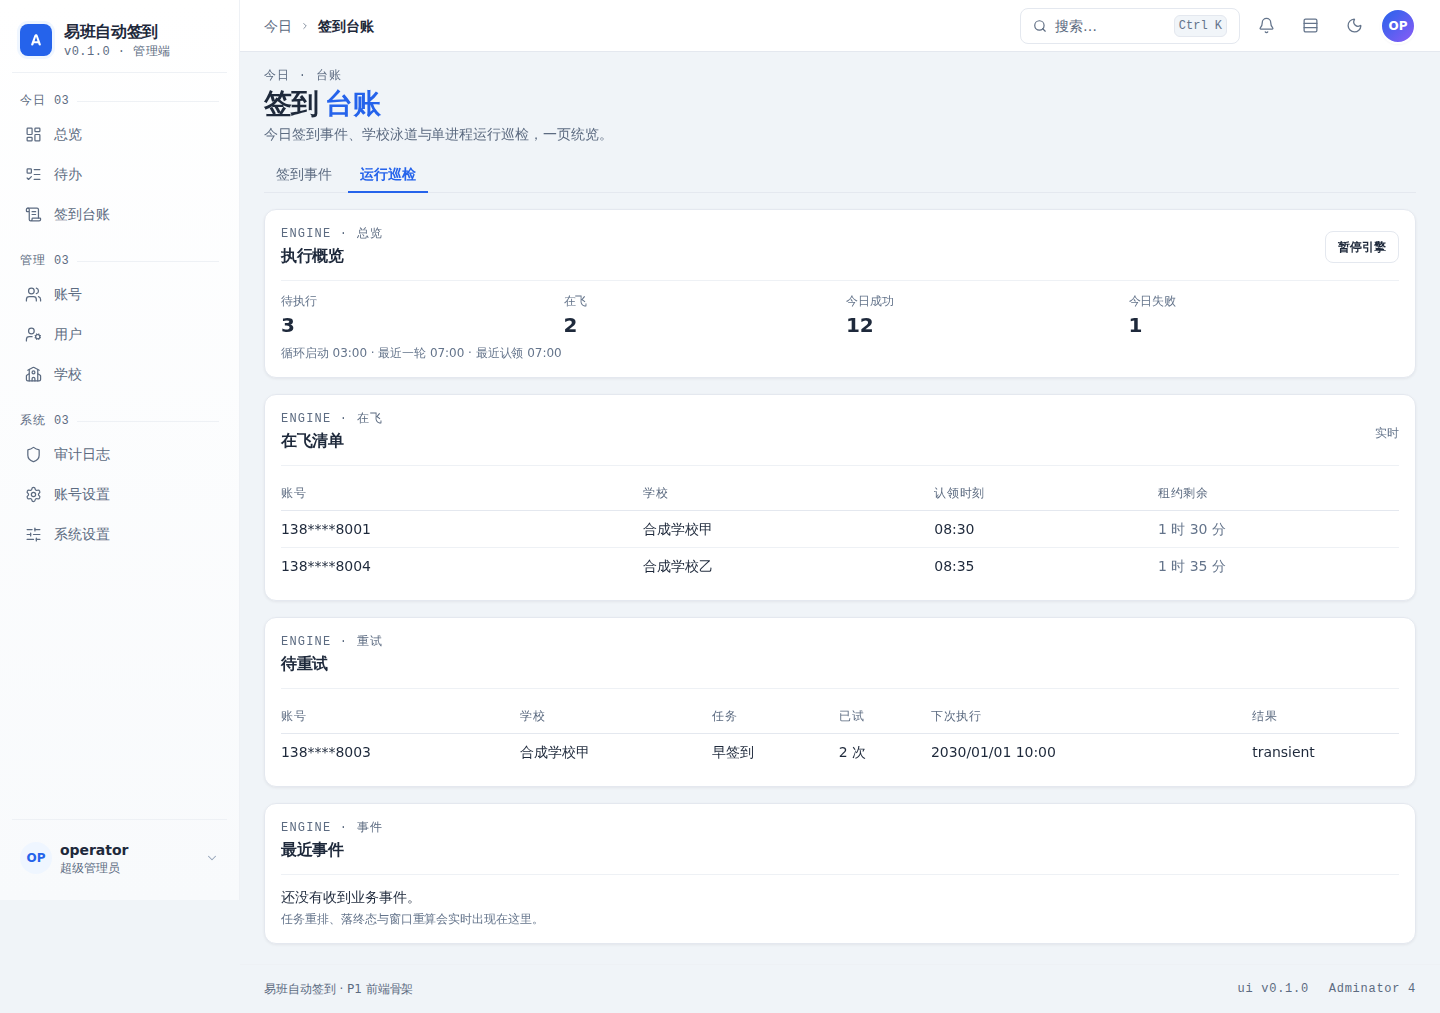 A
易班自动签到
v0.1.0 · 管理端
今日 03
总览
待办
签到台账
管理 03
账号
用户
学校
系统 03
审计日志
账号设置
系统设置
OP
operator
超级管理员
今日 › 签到台账
搜索... Ctrl K
OP
今日 · 台账
签到 台账
今日签到事件、学校泳道与单进程运行巡检，一页统览。
签到事件 运行巡检
ENGINE · 总览
执行概览
暂停引擎
待执行 在飞 今日成功 今日失败
3 2 12 1
循环启动 03:00 · 最近一轮 07:00 · 最近认领 07:00
ENGINE · 在飞
在飞清单
实时
账号 学校 认领时刻 租约剩余
138****8001 合成学校甲 08:30 1 时 30 分
138****8004 合成学校乙 08:35 1 时 35 分
ENGINE · 重试
待重试
账号 学校 任务 已试 下次执行 结果
138****8003 合成学校甲 早签到 2 次 2030/01/01 10:00 transient
ENGINE · 事件
最近事件
还没有收到业务事件。
任务重排、落终态与窗口重算会实时出现在这里。
易班自动签到 · P1 前端骨架
ui v0.1.0 Adminator 4